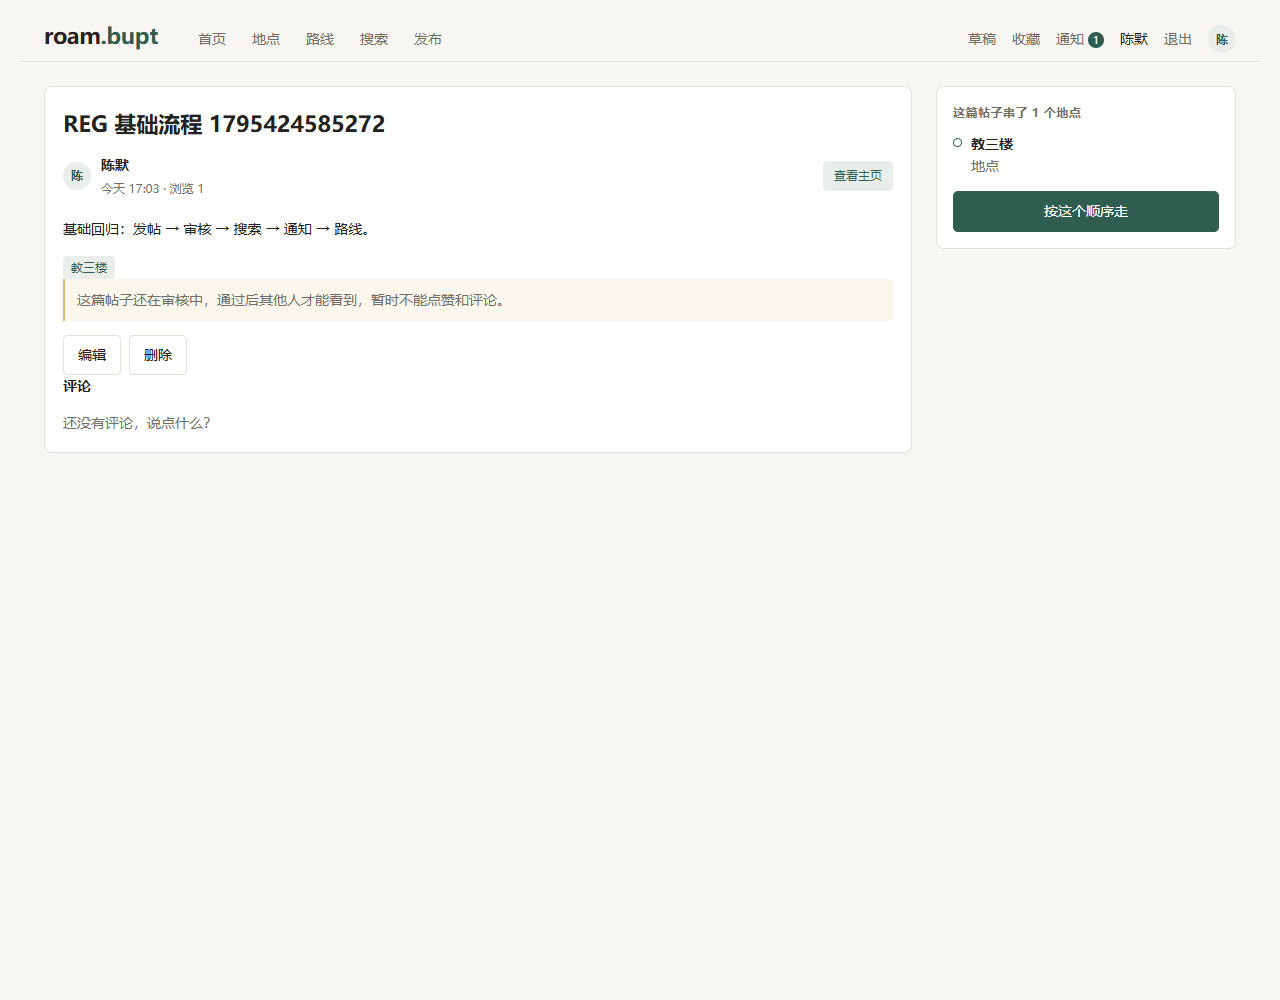 roam.bupt 首页 地点 路线 搜索 发布 草稿 收藏 通知 1 陈默 退出 陈
REG 基础流程 1795424585272
陈 陈默
今天 17:03 · 浏览 1
查看主页
基础回归：发帖 → 审核 → 搜索 → 通知 → 路线。
教三楼
这篇帖子还在审核中，通过后其他人才能看到，暂时不能点赞和评论。
编辑 删除
评论
还没有评论，说点什么？
这篇帖子串了 1 个地点
教三楼
地点
按这个顺序走